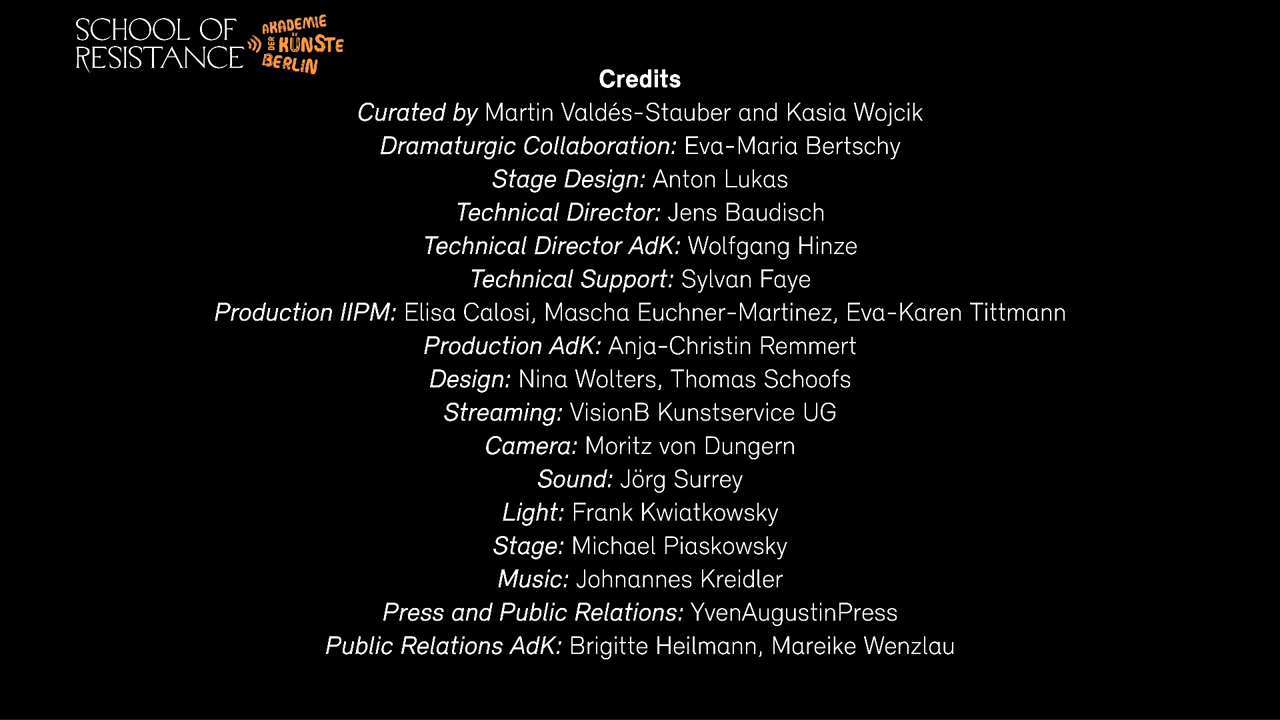 SCHOOL OF
RESISTANCE
AKADEMIE
DER KÜNSTE
BERLIN
Credits
Curated by Martin Valdés-Stauber and Kasia Wojcik
Dramaturgic Collaboration: Eva-Maria Bertschy
Stage Design: Anton Lukas
Technical Director: Jens Baudisch
Technical Director AdK: Wolfgang Hinze
Technical Support: Sylvan Faye
Production IIPM: Elisa Calosi, Mascha Euchner-Martinez, Eva-Karen Tittmann
Production AdK: Anja-Christin Remmert
Design: Nina Wolters, Thomas Schoofs
Streaming: VisionB Kunstservice UG
Camera: Moritz von Dungern
Sound: Jörg Surrey
Light: Frank Kwiatkowsky
Stage: Michael Piaskowsky
Music: Johnannes Kreidler
Press and Public Relations: YvenAugustinPress
Public Relations AdK: Brigitte Heilmann, Mareike Wenzlau